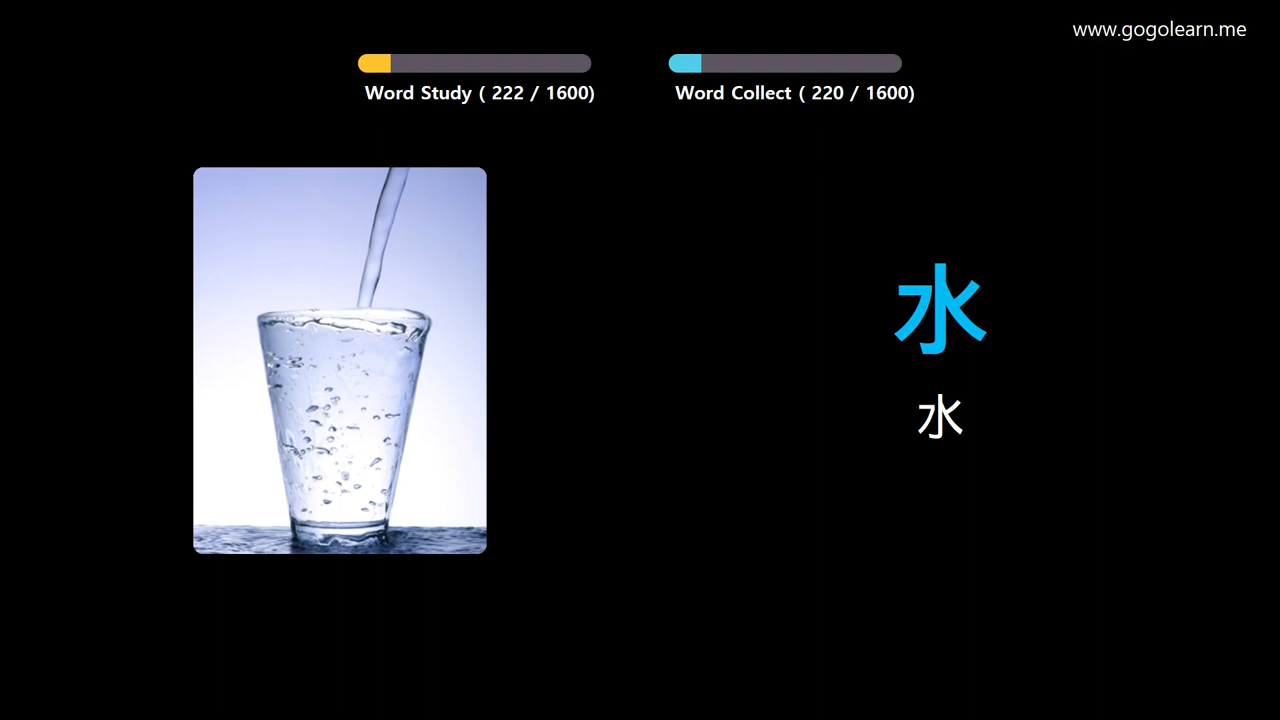 www.gogolearn.me
Word Study ( 222 / 1600)
Word Collect ( 220 / 1600)
水
水